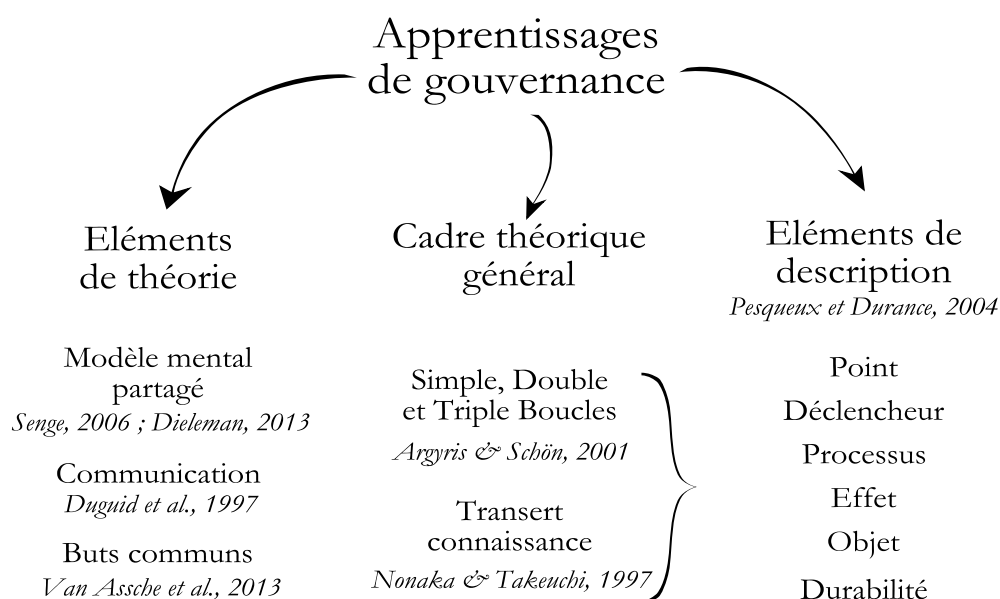 Apprentissages
de gouvernance
Eléments
de théorie
Modèle mental
partagé
Senge, 2006 ; Dieleman, 2013
Communication
Duguid et al., 1997
Buts communs
Van Assche et al., 2013
Cadre théorique
général
Simple, Double
et Triple Boucles
Argyris & Schön, 2001
Transert
connaissance
Nonaka & Takeuchi, 1997
Eléments de
description
Pesqueux et Durance, 2004
Point
Déclencheur
Processus
Effet
Objet
Durabilité